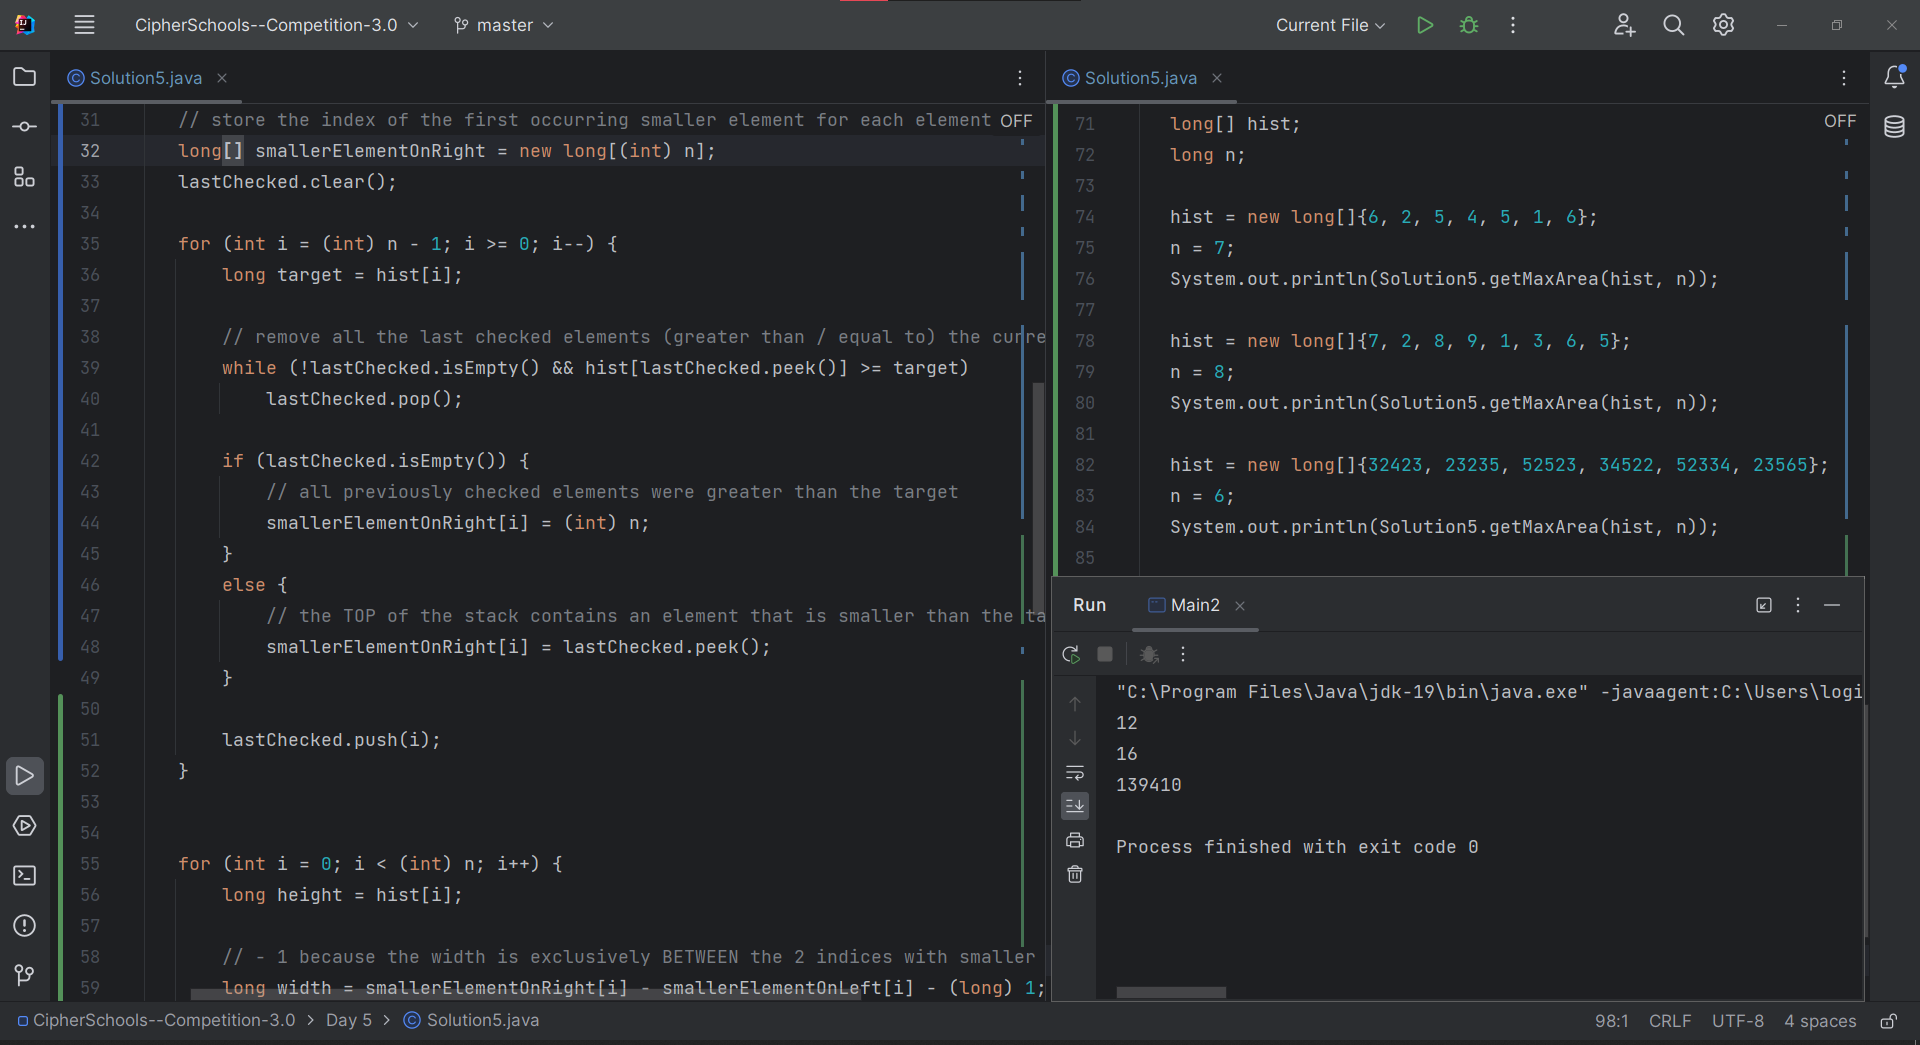 CipherSchools--Competition-3.0
master
Current File
Solution5.java
31 // store the index of the first occurring smaller element for each element
OFF
32 long[] smallerElementOnRight = new long[(int) n];
33 lastChecked.clear();
34
35 for (int i = (int) n - 1; i >= 0; i--) {
36 long target = hist[i];
37
38 // remove all the last checked elements (greater than / equal to) the curre
39 while (!lastChecked.isEmpty() && hist[lastChecked.peek()] >= target)
40 lastChecked.pop();
41
42 if (lastChecked.isEmpty()) {
43 // all previously checked elements were greater than the target
44 smallerElementOnRight[i] = (int) n;
45 }
46 else {
47 // the TOP of the stack contains an element that is smaller than the ta
48 smallerElementOnRight[i] = lastChecked.peek();
49 }
50
51 lastChecked.push(i);
52 }
53
54
55 for (int i = 0; i < (int) n; i++) {
56 long height = hist[i];
57
58 // - 1 because the width is exclusively BETWEEN the 2 indices with smaller
59 long width = smallerElementOnRight[i] - smallerElementOnLeft[i] - (long) 1;
Solution5.java
71 long[] hist;
OFF
72 long n;
73
74 hist = new long[]{6, 2, 5, 4, 5, 1, 6};
75 n = 7;
76 System.out.println(Solution5.getMaxArea(hist, n));
77
78 hist = new long[]{7, 2, 8, 9, 1, 3, 6, 5};
79 n = 8;
80 System.out.println(Solution5.getMaxArea(hist, n));
81
82 hist = new long[]{32423, 23235, 52523, 34522, 52334, 23565};
83 n = 6;
84 System.out.println(Solution5.getMaxArea(hist, n));
85
Run Main2
"C:\Program Files\Java\jdk-19\bin\java.exe" -javaagent:C:\Users\logi
12
16
139410
Process finished with exit code 0
CipherSchools--Competition-3.0 > Day 5 > Solution5.java
98:1 CRLF UTF-8 4 spaces